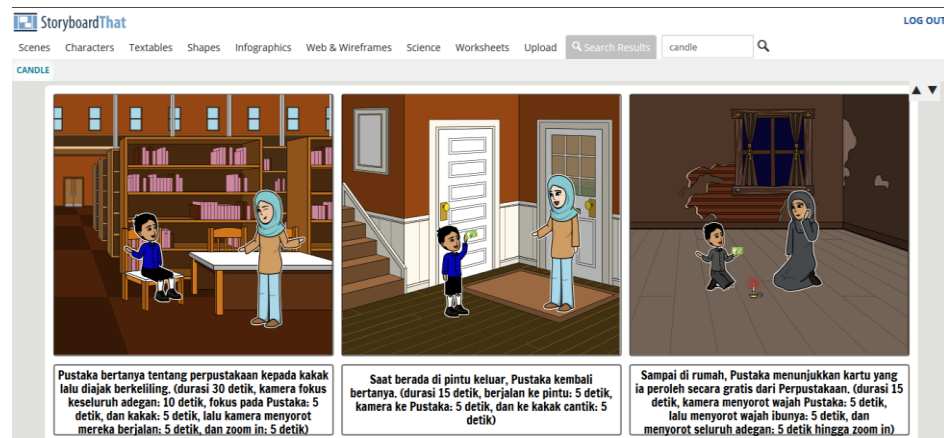 StoryboardThat
LOG OUT
Scenes Characters Textables Shapes Infographics Web & Wireframes Science Worksheets Upload Search Results candle
CANDLE
Pustaka bertanya tentang perpustakaan kepada kakak
lalu diajak berkeliling. (durasi 30 detik, kamera fokus
keseluruh adegan: 10 detik, fokus pada Pustaka: 5
detik, dan kakak: 5 detik, lalu kamera menyorot
mereka berjalan: 5 detik, dan zoom in: 5 detik)
Saat berada di pintu keluar, Pustaka kembali
bertanya. (durasi 15 detik, berjalan ke pintu: 5 detik,
kamera ke Pustaka: 5 detik, dan ke kakak cantik: 5
detik)
Sampai di rumah, Pustaka menunjukkan kartu yang
ia peroleh secara gratis dari Perpustakaan. (durasi 15
detik, kamera menyorot wajah Pustaka: 5 detik,
lalu menyorot wajah ibunya: 5 detik, dan
menyorot seluruh adegan: 5 detik hingga zoom in)